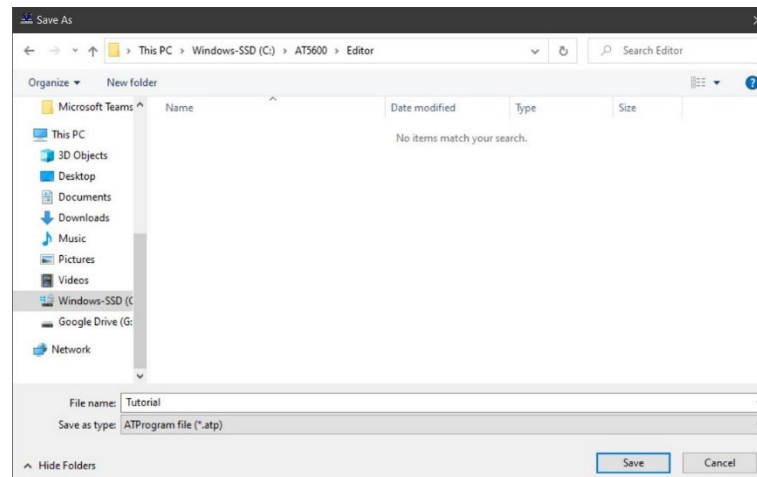 Save As
This PC > Windows-SSD (C:) > AT5600 > Editor
Search Editor
Organize
New folder
Name
Date modified
Type
Size
Microsoft Teams
No items match your search.
This PC
3D Objects
Desktop
Documents
Downloads
Music
Pictures
Videos
Windows-SSD (C
Google Drive (G:
Network
File name: Tutorial
Save as type: ATProgram file (*.atp)
Hide Folders
Save
Cancel